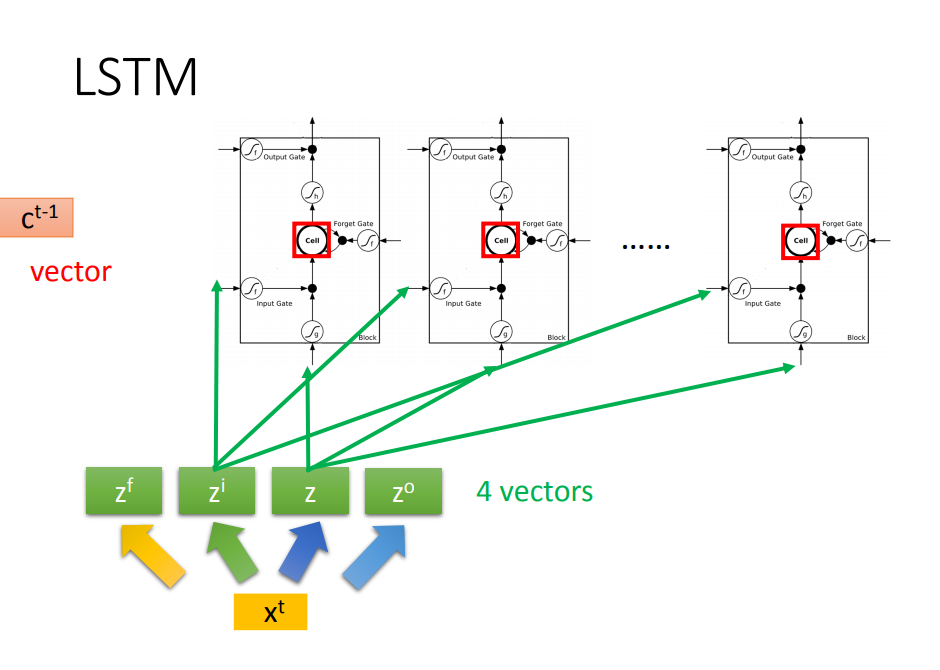 LSTM
c^t-1
vector
f Output Gate
h
Forget Gate
Cell f
f Input Gate
g
Block
f Output Gate
h
Forget Gate
Cell f
f Input Gate
g
Block
......
f Output Gate
h
Forget Gate
Cell f
f Input Gate
g
Block
z^f z^i z z^o 4 vectors
x^t